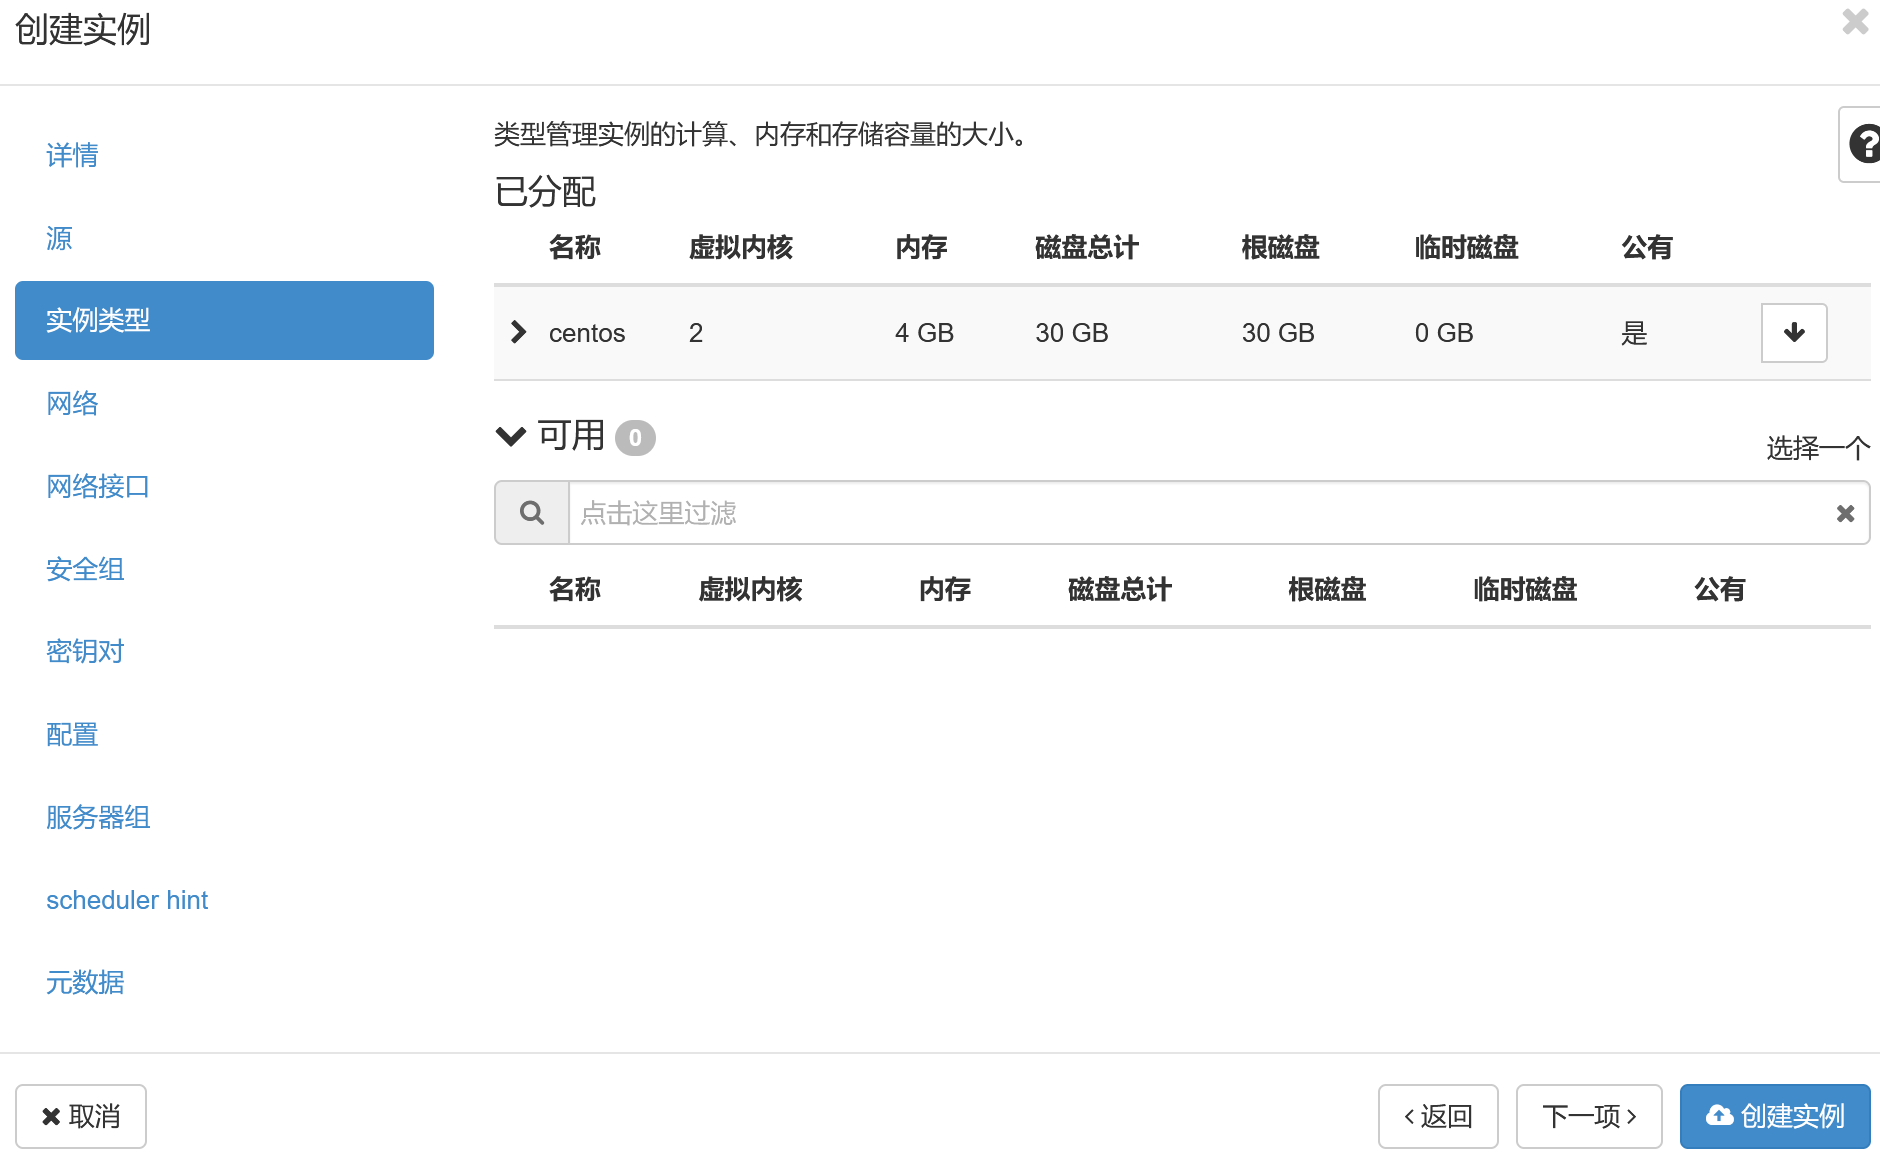 创建实例
详情
源
实例类型
网络
网络接口
安全组
密钥对
配置
服务器组
scheduler hint
元数据
类型管理实例的计算、内存和存储容量的大小。
已分配
名称 虚拟内核 内存 磁盘总计 根磁盘 临时磁盘 公有
centos 2 4 GB 30 GB 30 GB 0 GB 是
可用 0
选择一个
点击这里过滤
名称 虚拟内核 内存 磁盘总计 根磁盘 临时磁盘 公有
取消
返回
下一项
创建实例